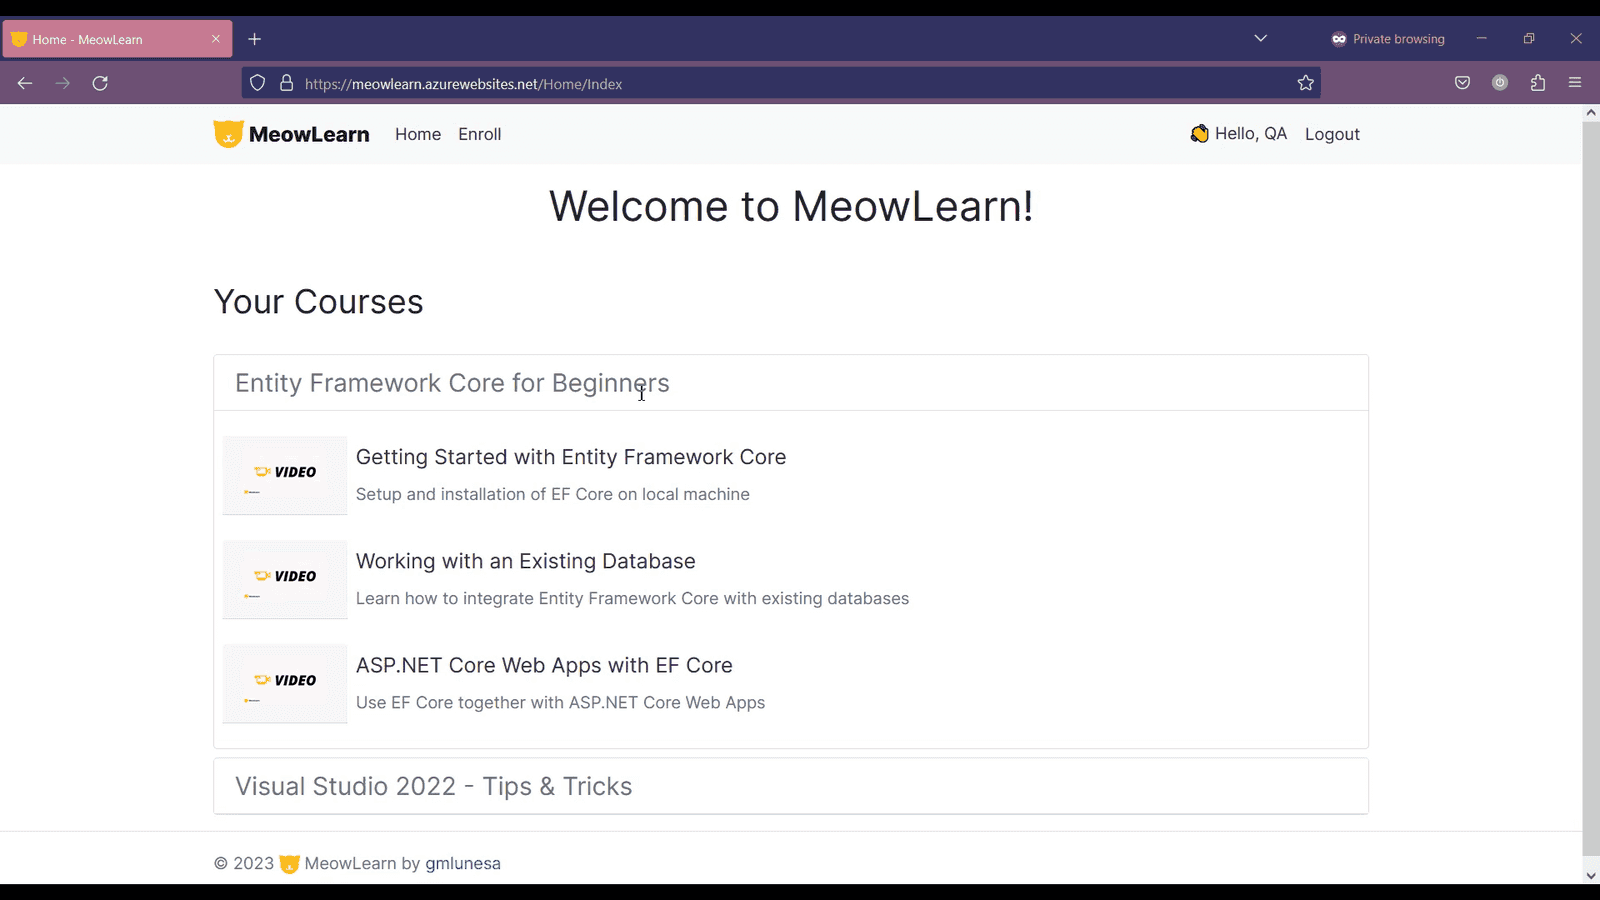 Home - MeowLearn
Private browsing
https://meowlearn.azurewebsites.net/Home/Index
MeowLearn Home Enroll Hello, QA Logout
Welcome to MeowLearn!
Your Courses
Entity Framework Core for Beginners
VIDEO
Getting Started with Entity Framework Core
Setup and installation of EF Core on local machine
VIDEO
Working with an Existing Database
Learn how to integrate Entity Framework Core with existing databases
VIDEO
ASP.NET Core Web Apps with EF Core
Use EF Core together with ASP.NET Core Web Apps
Visual Studio 2022 - Tips & Tricks
© 2023 MeowLearn by gmlunesa